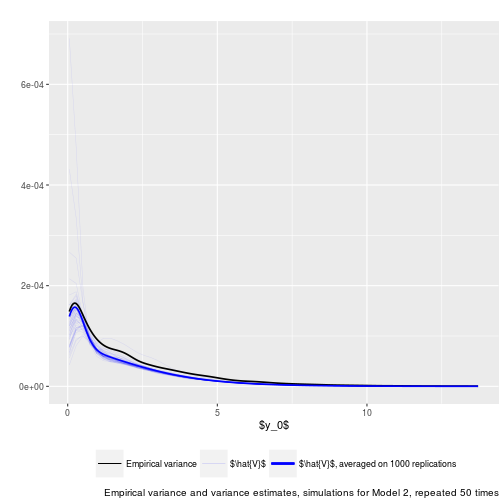 6e-04
4e-04
2e-04
0e+00
0 5 10
$y_0$
Empirical variance $\hat{V}$ $\hat{V}$, averaged on 1000 replications
Empirical variance and variance estimates, simulations for Model 2, repeated 50 times